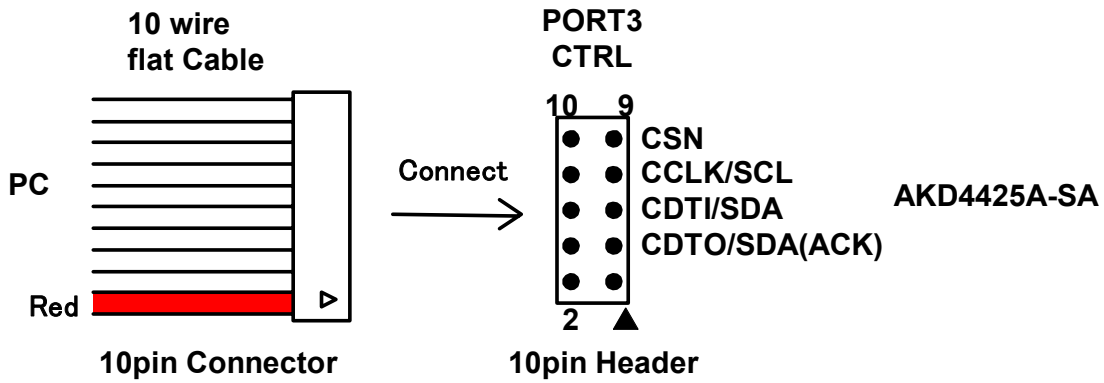 10 wire
flat Cable
PC
Red
10pin Connector
Connect
PORT3
CTRL
10 9
CSN
CCLK/SCL
CDTI/SDA
CDTO/SDA(ACK)
2
10pin Header
AKD4425A-SA